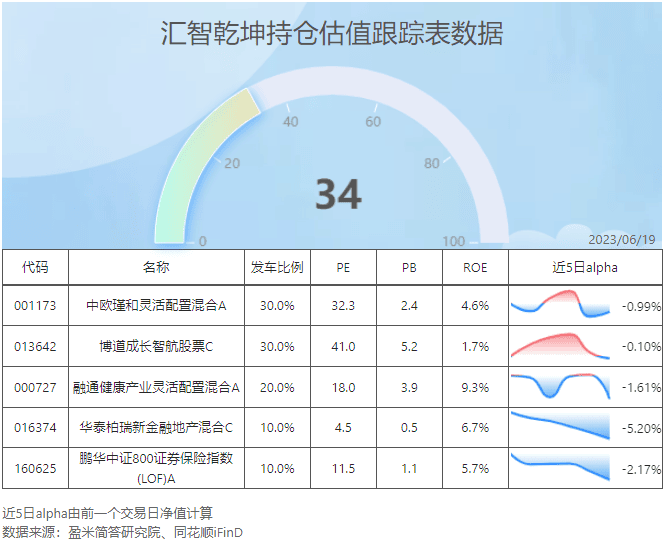 汇智乾坤持仓估值跟踪表数据
40 60
20 80
34
0 100
2023/06/19
代码 名称 发车比例 PE PB ROE 近5日alpha
001173 中欧瑾和灵活配置混合A 30.0% 32.3 2.4 4.6% -0.99%
013642 博道成长智航股票C 30.0% 41.0 5.2 1.7% -0.10%
000727 融通健康产业灵活配置混合A 20.0% 18.0 3.9 9.3% -1.61%
016374 华泰柏瑞新金融地产混合C 10.0% 4.5 0.5 6.7% -5.20%
160625 鹏华中证800证券保险指数 10.0% 11.5 1.1 5.7% -2.17%
(LOF)A
近5日alpha由前一个交易日净值计算
数据来源：盈米简答研究院、同花顺iFinD